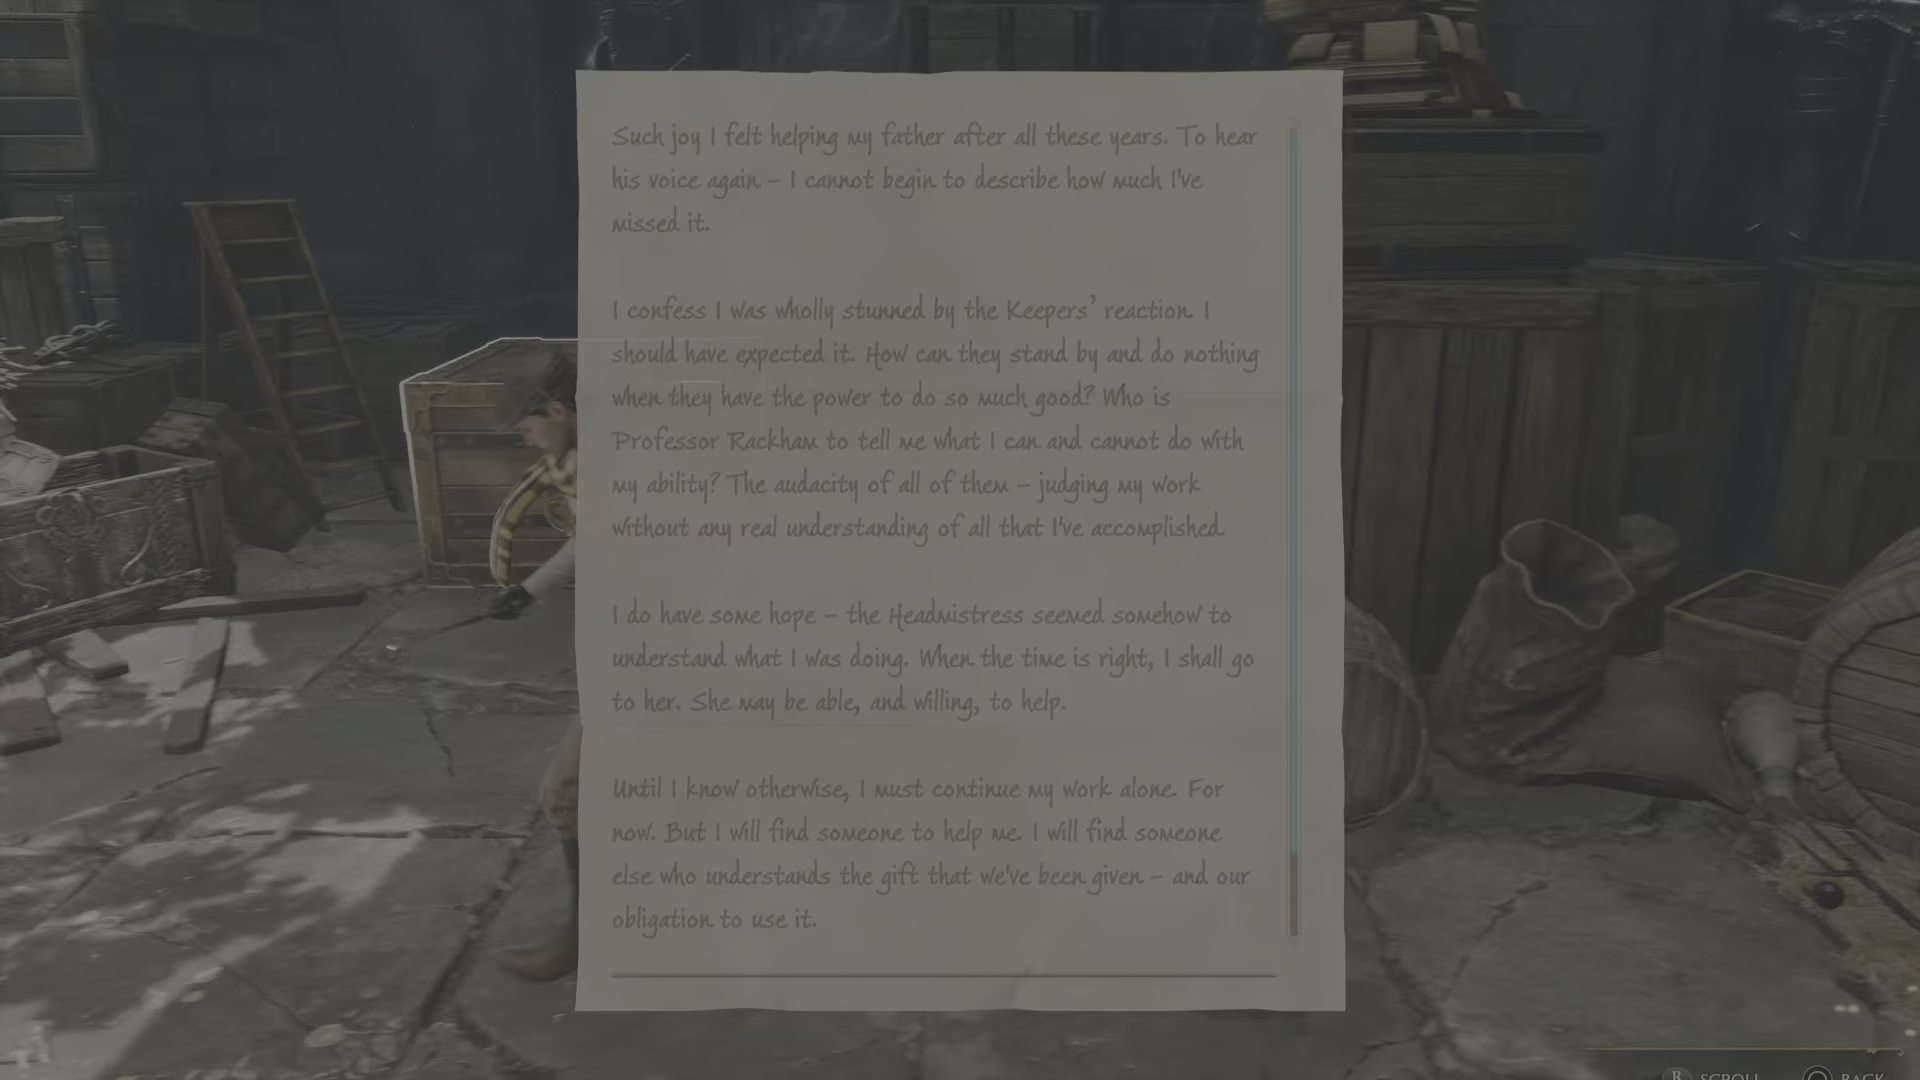 Such joy I felt helping my father after all these years. To hear
his voice again – I cannot begin to describe how much I've
missed it.
I confess I was wholly stunned by the Keepers' reaction. I
should have expected it. How can they stand by and do nothing
when they have the power to do so much good? Who is
Professor Rackham to tell me what I can and cannot do with
my ability? The audacity of all of them – judging my work
without any real understanding of all that I've accomplished.
I do have some hope – the Headmistress seemed somehow to
understand what I was doing. When the time is right, I shall go
to her. She may be able, and willing, to help.
Until I know otherwise, I must continue my work alone. For
now. But I will find someone to help me. I will find someone
else who understands the gift that we've been given – and our
obligation to use it.
R SCROLL BACK